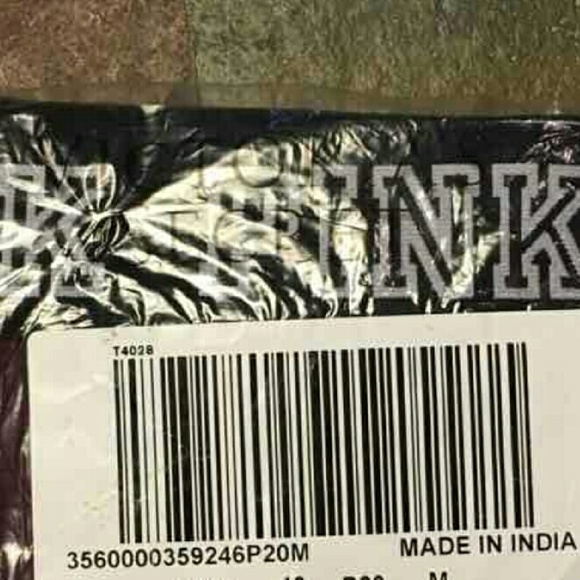 K PINK
T4028
3560000359246P20M MADE IN INDIA